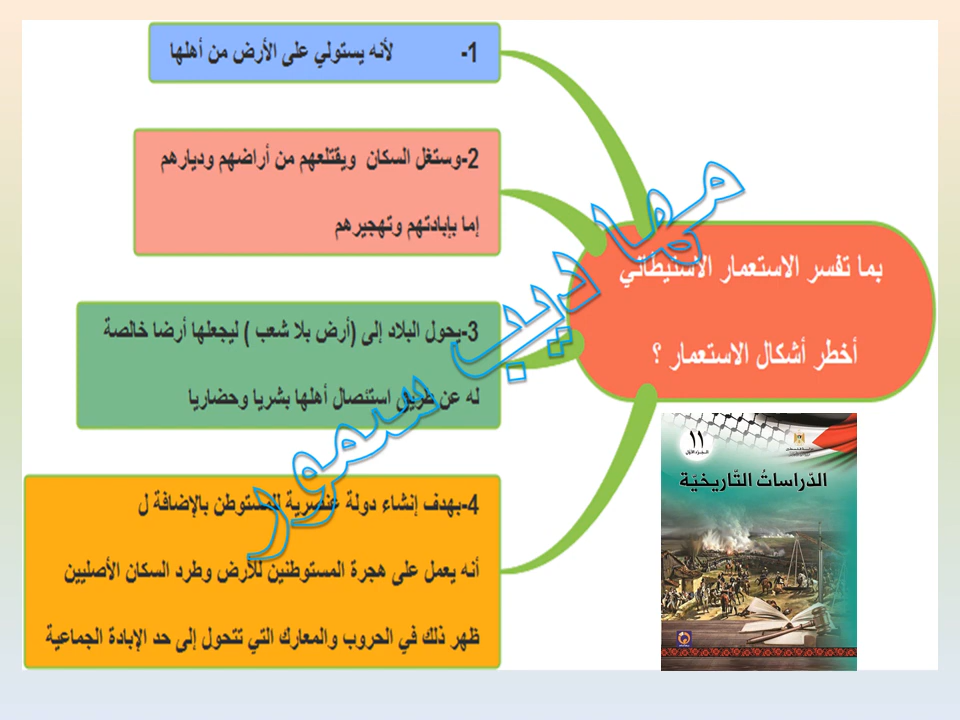 1- لأنه يستولي على الأرض من أهلها
2-وستغل السكان ويقتلعهم من أراضهم وديارهم
إما بإبادتهم وتهجيرهم
3-يحول البلاد إلى (أرض بلا شعب ) ليجعلها أرضا خالصة
له عن طريق استئصال أهلها بشريا وحضاريا
4-بهدف إنشاء دولة عنصرية للمستوطن بالإضافة ل
أنه يعمل على هجرة المستوطنين للأرض وطرد السكان الأصليين
ظهر ذلك في الحروب والمعارك التي تتحول إلى حد الإبادة الجماعية
بما تفسر الاستعمار الاستيطاني
أخطر أشكال الاستعمار ؟
مها ديب سمور
١١
الجزء الأول
الدّراساتُ التّاريخيّة